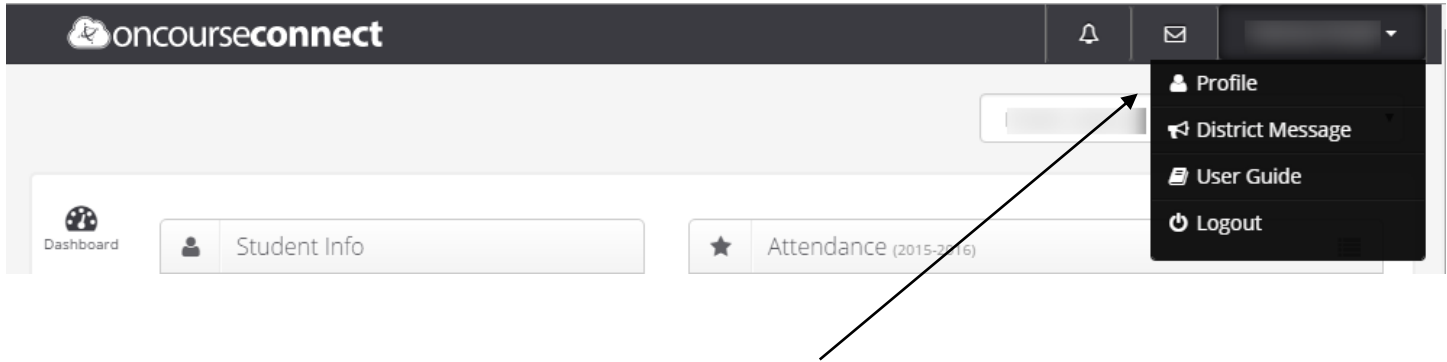 oncourseconnect
Profile
District Message
User Guide
Logout
Dashboard
Student Info
Attendance (2015-2016)